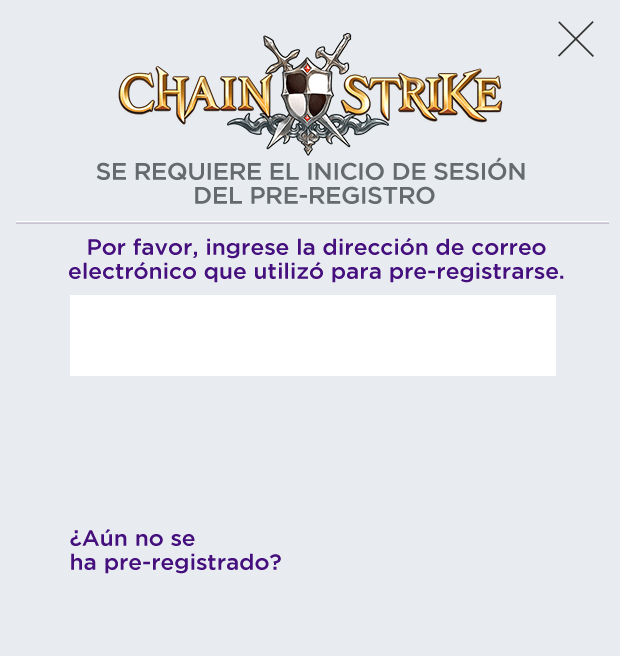 CHAIN STRIKE
SE REQUIERE EL INICIO DE SESIÓN
DEL PRE-REGISTRO
Por favor, ingrese la dirección de correo
electrónico que utilizó para pre-registrarse.
¿Aún no se
ha pre-registrado?